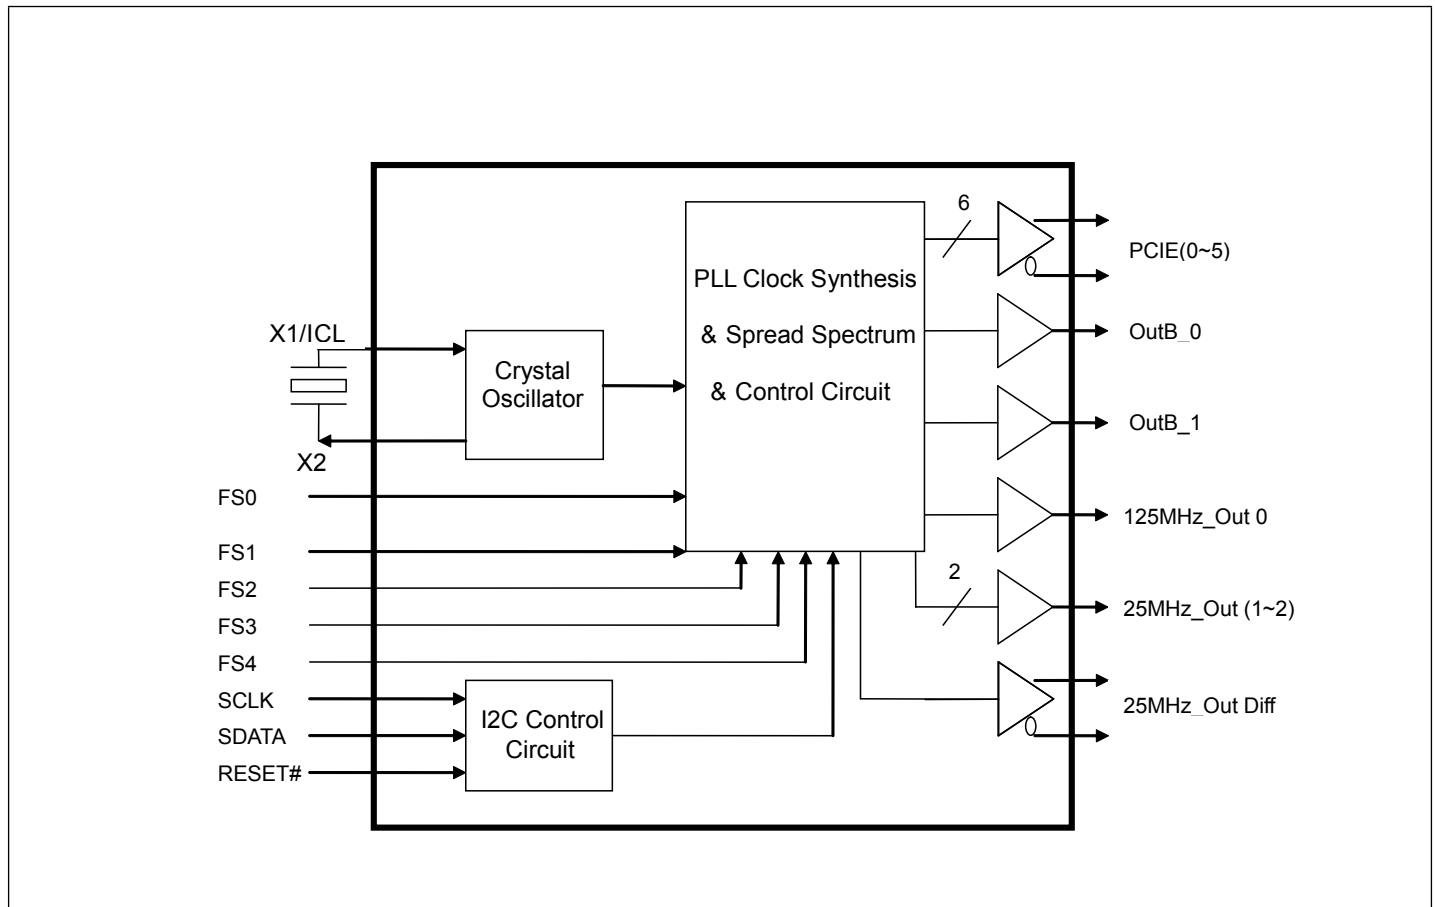 6
PCIE(0~5)
PLL Clock Synthesis
& Spread Spectrum
& Control Circuit
X1/ICL
Crystal
Oscillator
X2
OutB_0
OutB_1
FS0
125MHz_Out 0
FS1
2
FS2
25MHz_Out (1~2)
FS3
FS4
SCLK
SDATA
RESET#
I2C Control
Circuit
25MHz_Out Diff